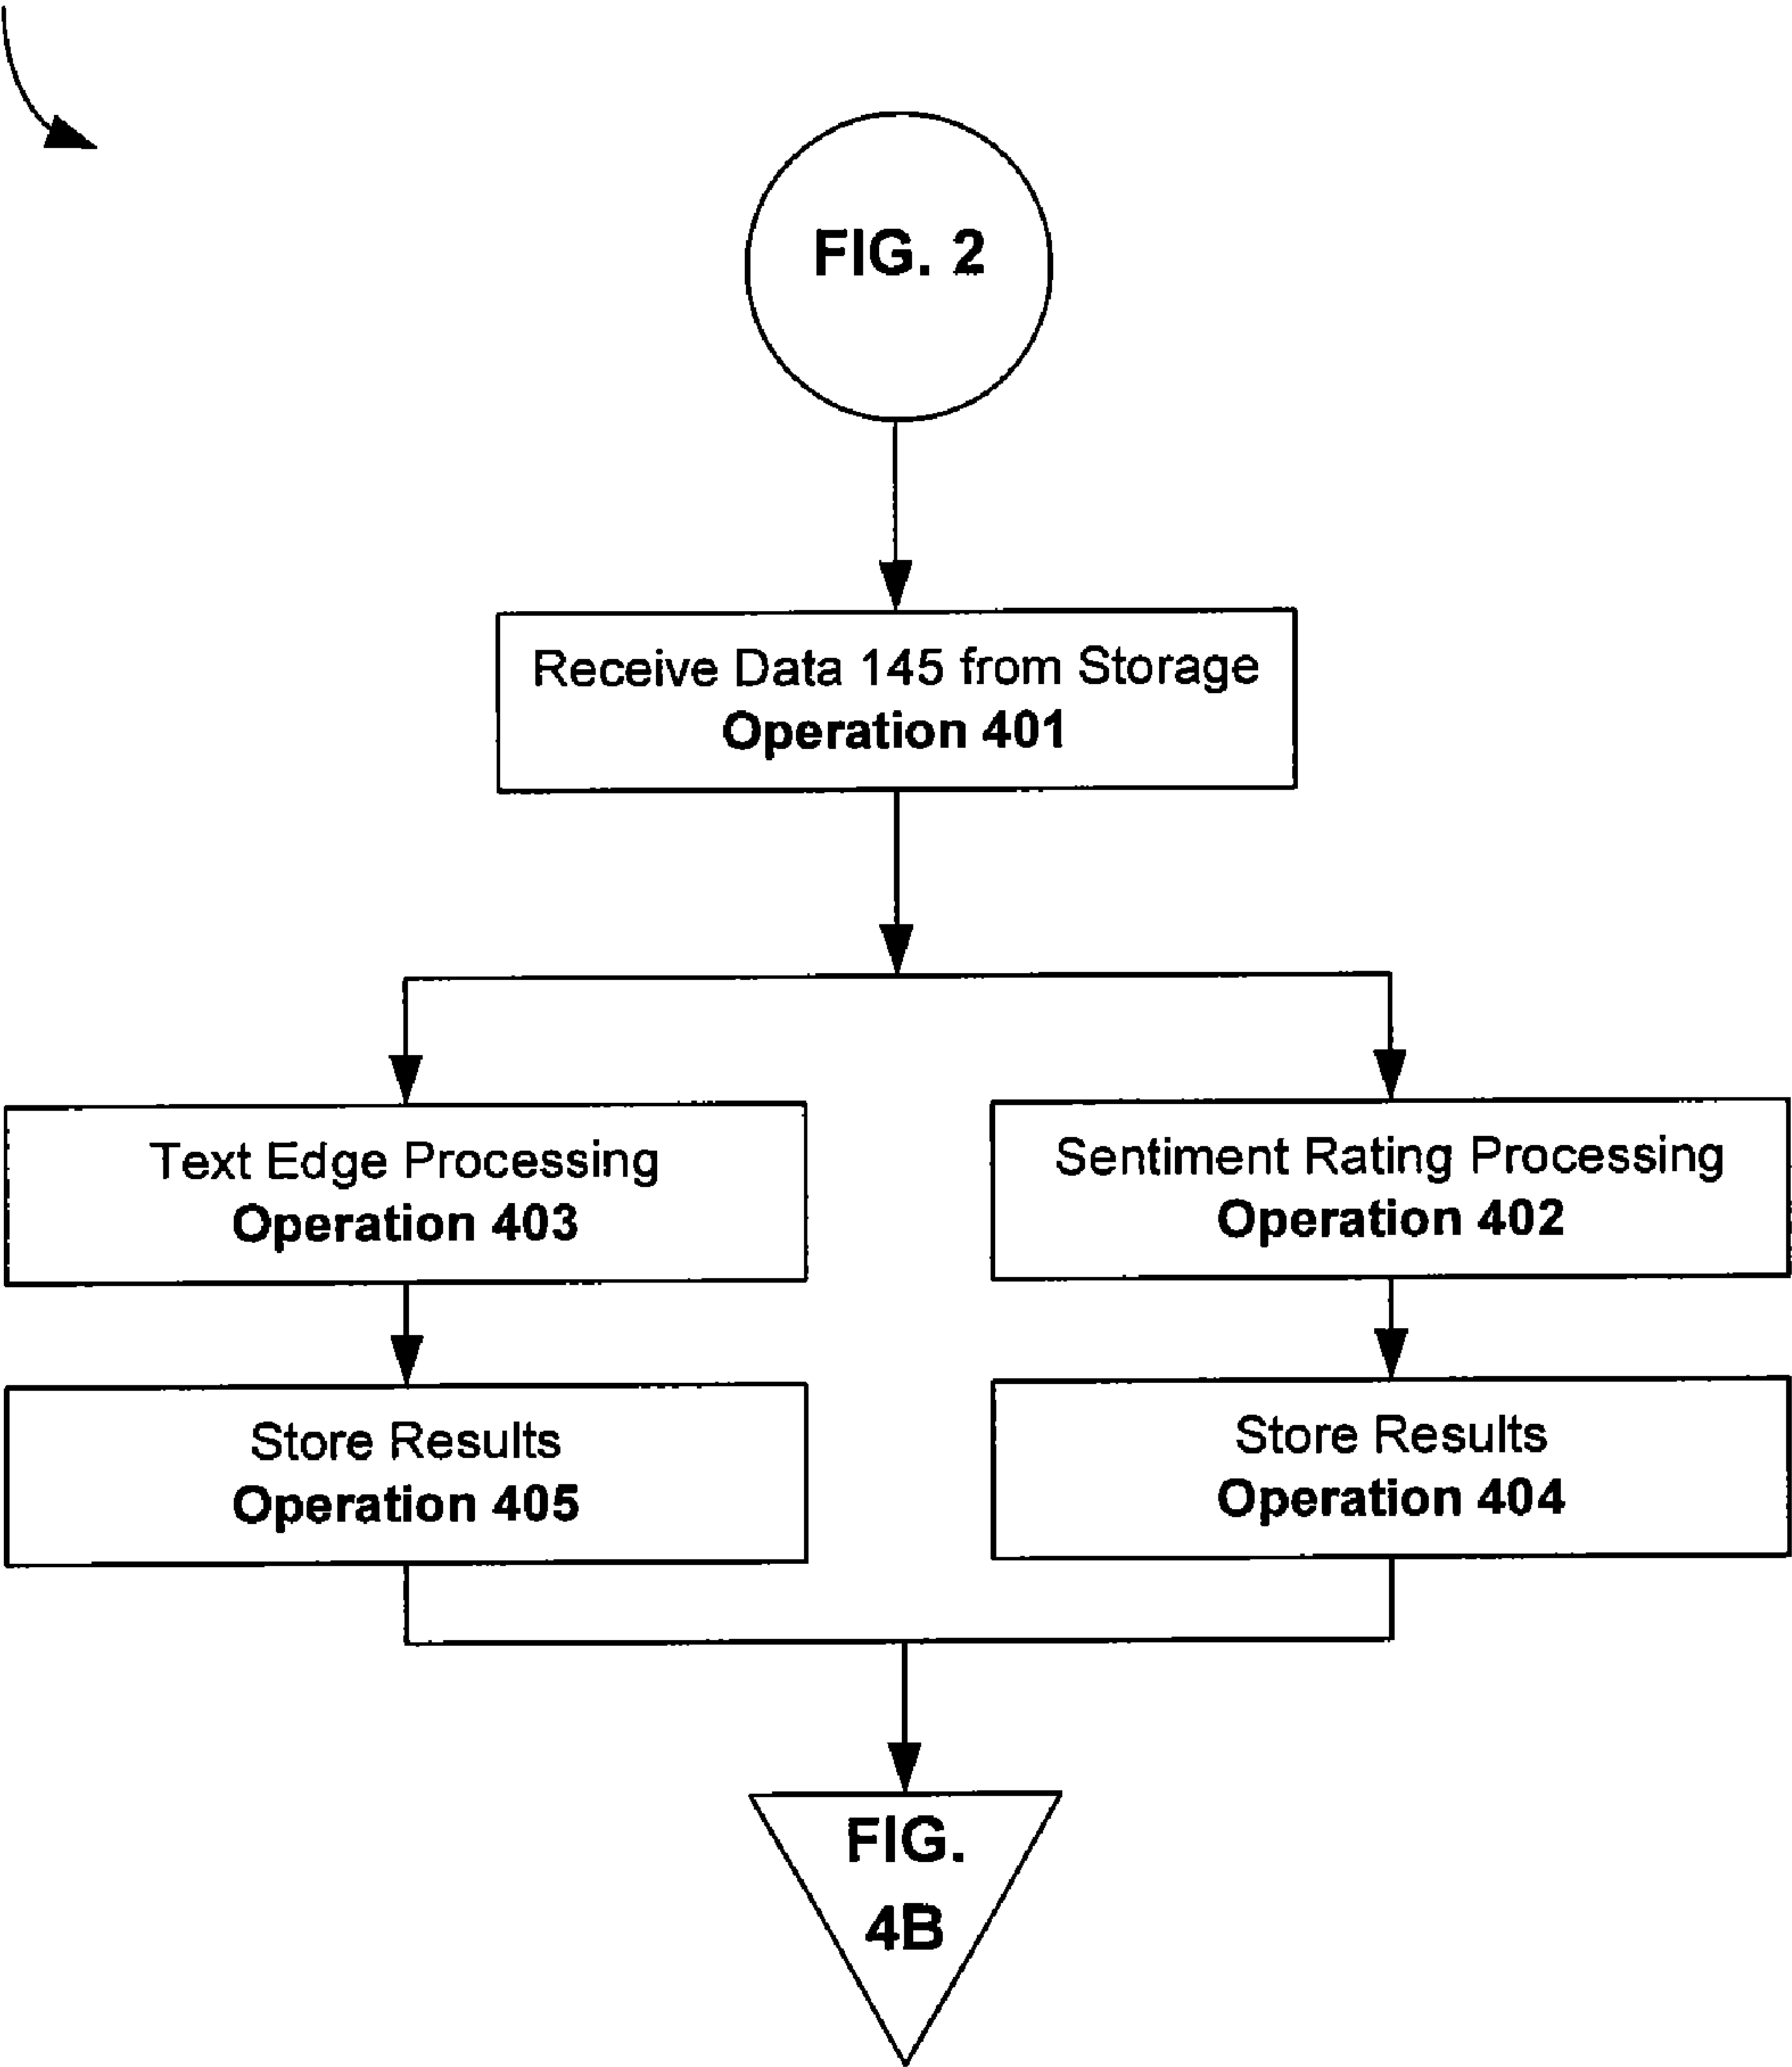 FIG. 2
Receive Data 145 from Storage
Operation 401
Text Edge Processing
Operation 403
Sentiment Rating Processing
Operation 402
Store Results
Operation 405
Store Results
Operation 404
FIG.
4B